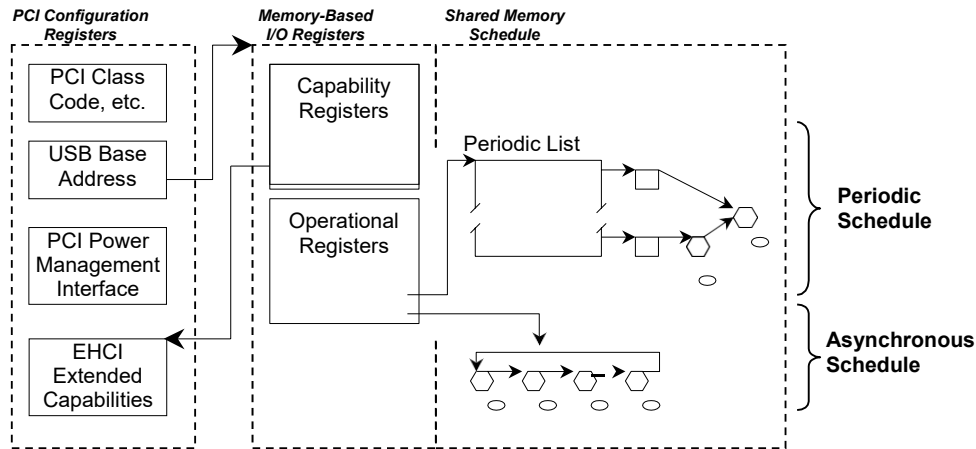 PCI Configuration
Registers
Memory-Based
I/O Registers
Shared Memory
Schedule
PCI Class
Code, etc.
USB Base
Address
PCI Power
Management
Interface
EHCI
Extended
Capabilities
Capability
Registers
Operational
Registers
Periodic List
Periodic
Schedule
Asynchronous
Schedule